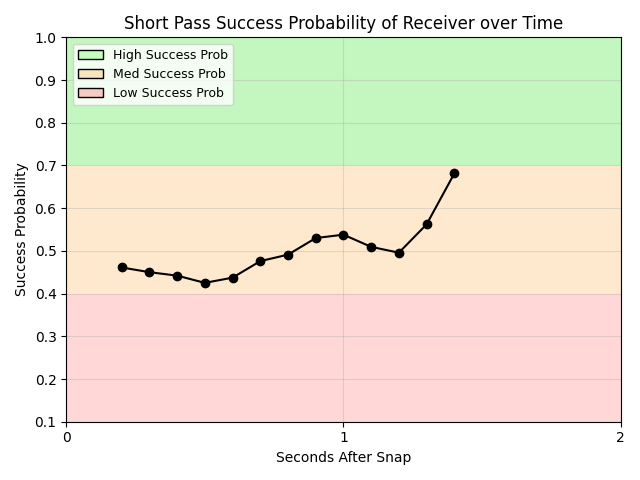 Short Pass Success Probability of Receiver over Time
1.0
High Success Prob
Med Success Prob
Low Success Prob
0.9
0.8
0.7
0.6
0.5
0.4
0.3
0.2
0.1
Success Probability
0 1 2
Seconds After Snap